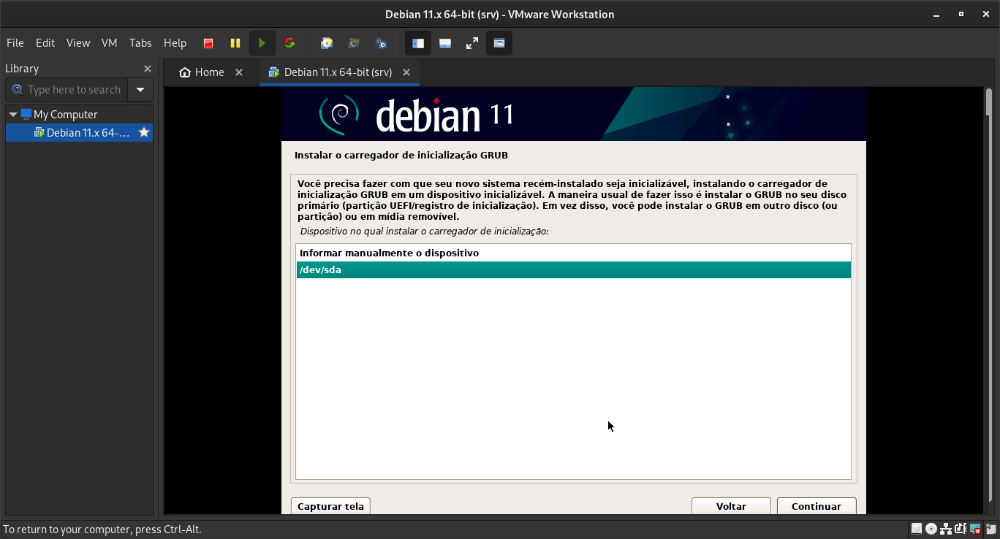 Debian 11.x 64-bit (srv) - VMware Workstation
File Edit View VM Tabs Help
Library
Home
Debian 11.x 64-bit (srv)
Type here to search
My Computer
Debian 11.x 64-...
debian 11
Instalar o carregador de inicialização GRUB
Você precisa fazer com que seu novo sistema recém-instalado seja inicializável, instalando o carregador de
inicialização GRUB em um dispositivo inicializável. A maneira usual de fazer isso é instalar o GRUB no seu disco
primário (partição UEFI/registro de inicialização). Em vez disso, você pode instalar o GRUB em outro disco (ou
partição) ou em mídia removível.
Dispositivo no qual instalar o carregador de inicialização:
Informar manualmente o dispositivo
/dev/sda
Capturar tela
Voltar
Continuar
To return to your computer, press Ctrl-Alt.